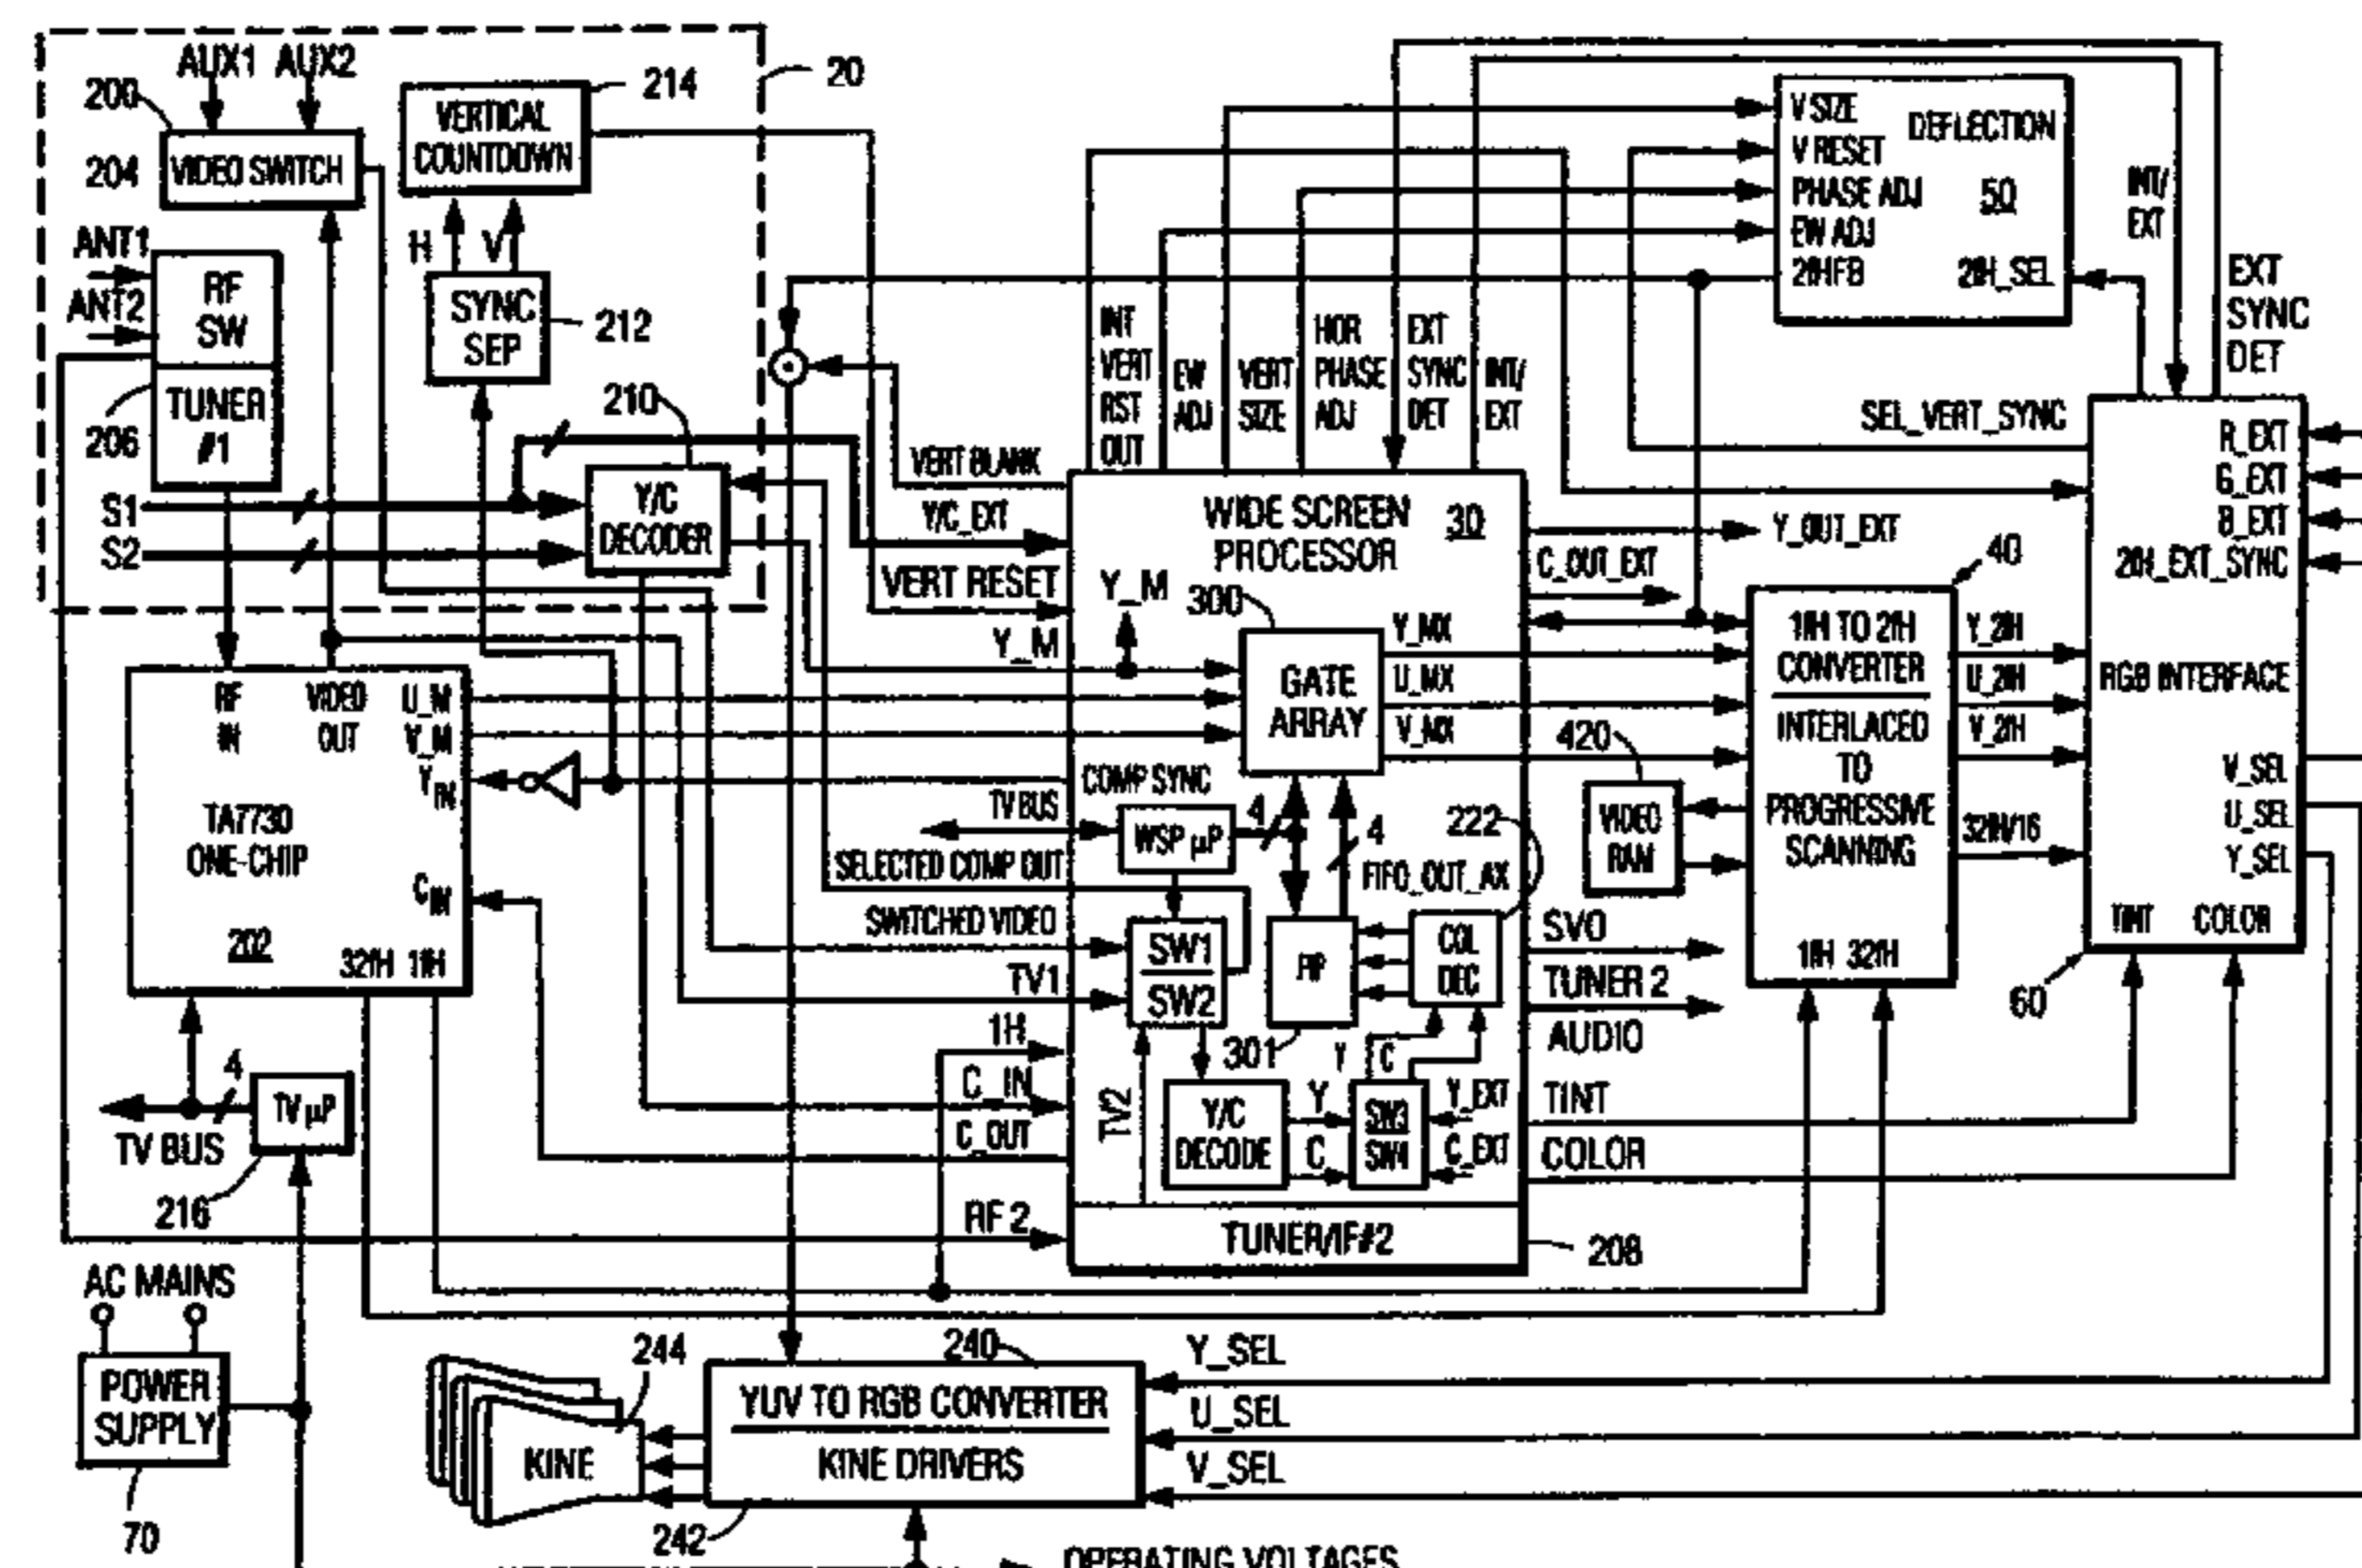 AUX1 AUX2
200
204
VIDEO SWITCH
214
VERTICAL
COUNTDOWN
20
H V
ANT1
ANT2
RF
SW
TUNER
#1
206
SYNC
SEP
212
210
Y/C
DECODER
S1
S2
V SIZE
V RESET
PHASE ADJ
EW ADJ
2fHFB
DEFLECTION
50
2fH_SEL
INT/
EXT
EXT
SYNC
DET
INT
VERT
RST
OUT
EW
ADJ
VERT
SIZE
HOR
PHASE
ADJ
EXT
SYNC
DET
INT/
EXT
SEL_VERT_SYNC
VERT BLANK
Y/C_EXT
VERT RESET
Y_M
WIDE SCREEN
PROCESSOR
30
Y_M
300
GATE
ARRAY
Y_MX
U_MX
V_MX
Y_OUT_EXT
C_OUT_EXT
40
1fH TO 2fH
CONVERTER
INTERLACED
TO
PROGRESSIVE
SCANNING
1fH 32fH
Y_2fH
U_2fH
V_2fH
32fH/16
420
VIDEO
RAM
R_EXT
G_EXT
B_EXT
2fH_EXT_SYNC
RGB INTERFACE
V_SEL
U_SEL
Y_SEL
TINT COLOR
60
RF
IN
VIDEO
OUT
U_M
V_M
Y IN
TA7730
ONE-CHIP
C IN
202
32fH 1fH
COMP SYNC
TV BUS
WSP µP
4
4
222
SELECTED COMP OUT
FIFO_OUT_AX
SWITCHED VIDEO
TV1
SW1
SW2
PIP
COL
DEC
301
Y C
SVO
TUNER 2
AUDIO
1H
C_IN
C_OUT
TV2
Y/C
DECODE
Y
C
SW3
SW4
Y_EXT
C_EXT
TINT
COLOR
RF 2
TUNER/IF#2
208
4
TV µP
TV BUS
216
AC MAINS
POWER
SUPPLY
70
244
KINE
240
YUV TO RGB CONVERTER
KINE DRIVERS
242
Y_SEL
U_SEL
V_SEL
OPERATING VOLTAGES